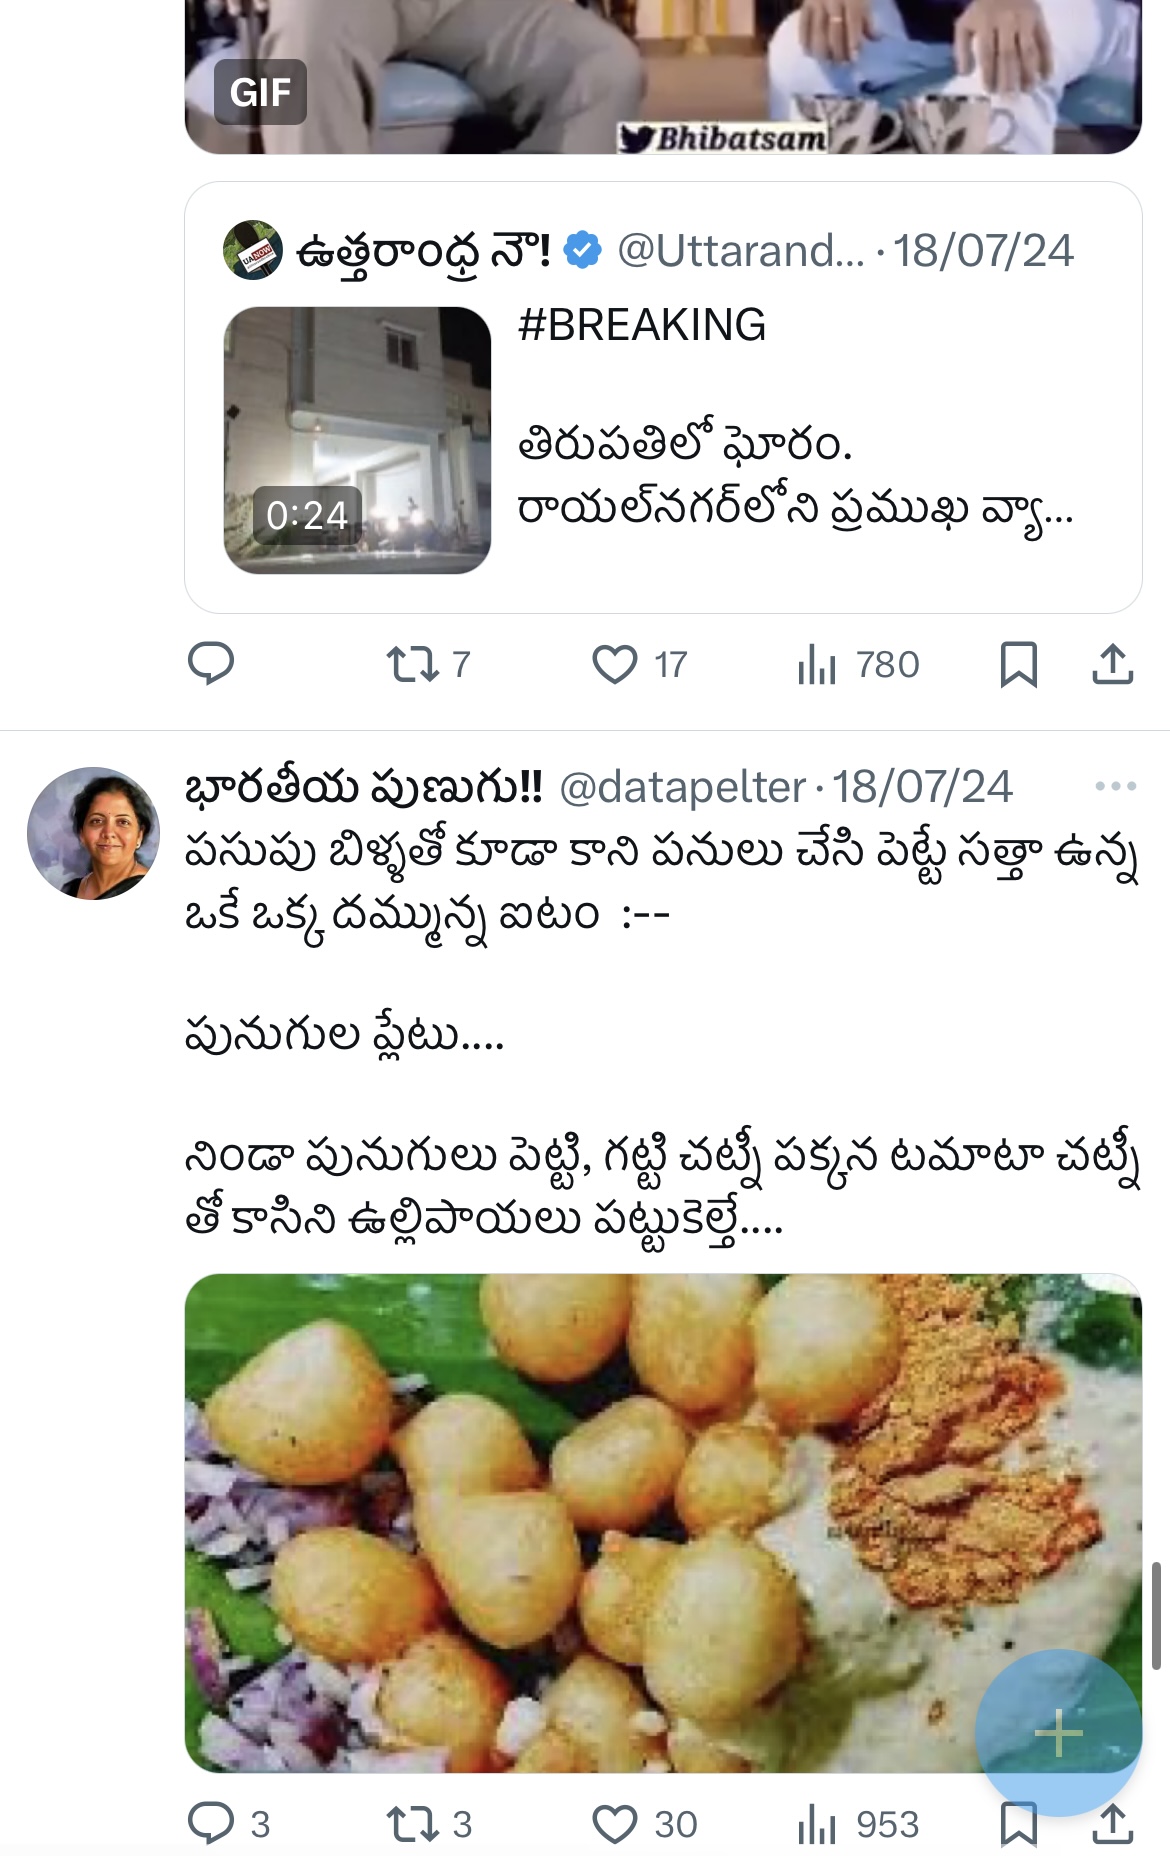 GIF
Bhibatsam
UANOW
ఉత్తరాంధ్ర నౌ! @Uttarand... · 18/07/24
#BREAKING
తిరుపతిలో ఘోరం.
రాయల్‌నగర్‌లోని ప్రముఖ వ్యా...
0:24
7 17 780
భారతీయ పుణుగు!! @datapelter · 18/07/24
పసుపు బిళ్ళతో కూడా కాని పనులు చేసి పెట్టే సత్తా ఉన్న
ఒకే ఒక్క దమ్మున్న ఐటం :--
పునుగుల ప్లేటు....
నిండా పునుగులు పెట్టి, గట్టి చట్నీ పక్కన టమాటా చట్నీ
తో కాసిని ఉల్లిపాయలు పట్టుకెల్తే....
3 3 30 953